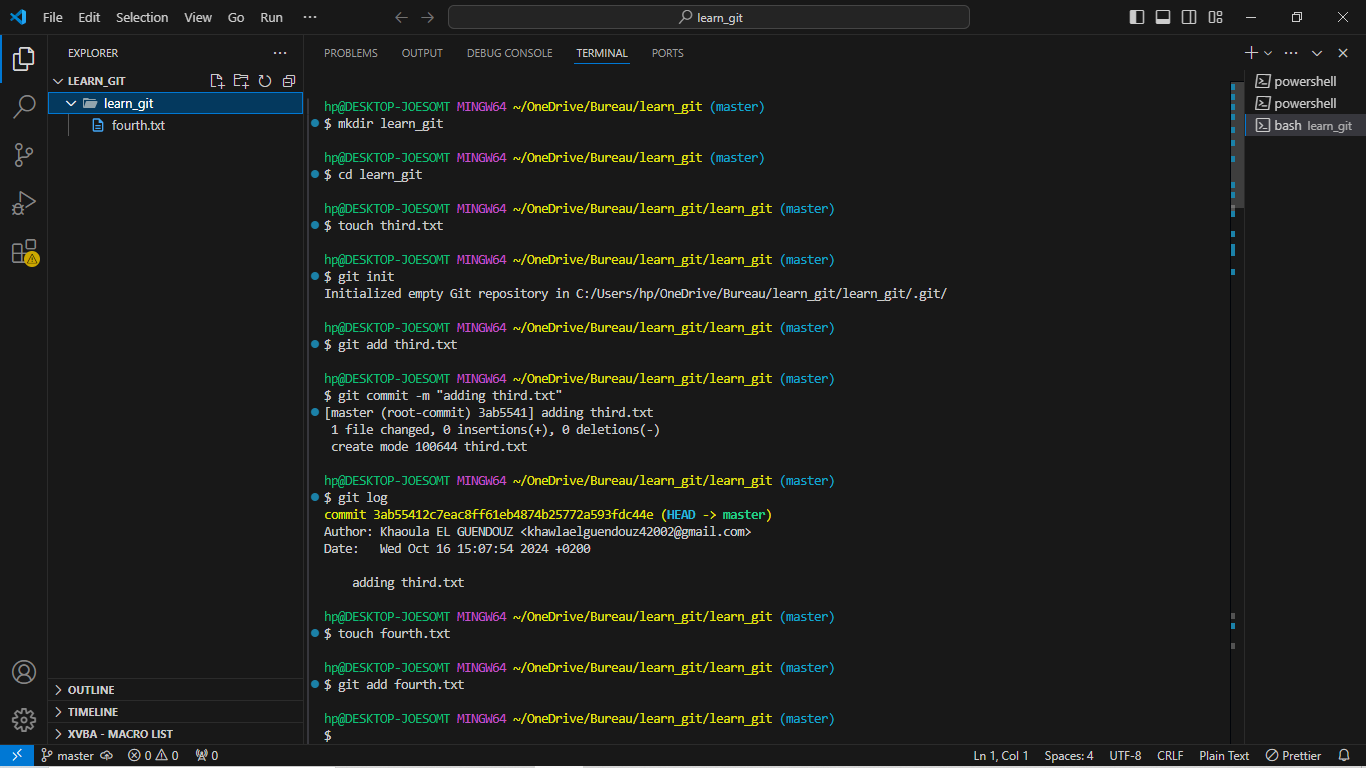 File Edit Selection View Go Run ··· learn_git
EXPLORER ···
LEARN_GIT
learn_git
fourth.txt
OUTLINE
TIMELINE
XVBA - MACRO LIST
PROBLEMS OUTPUT DEBUG CONSOLE TERMINAL PORTS
hp@DESKTOP-JOESOMT MINGW64 ~/OneDrive/Bureau/learn_git (master)
$ mkdir learn_git
hp@DESKTOP-JOESOMT MINGW64 ~/OneDrive/Bureau/learn_git (master)
$ cd learn_git
hp@DESKTOP-JOESOMT MINGW64 ~/OneDrive/Bureau/learn_git/learn_git (master)
$ touch third.txt
hp@DESKTOP-JOESOMT MINGW64 ~/OneDrive/Bureau/learn_git/learn_git (master)
$ git init
Initialized empty Git repository in C:/Users/hp/OneDrive/Bureau/learn_git/learn_git/.git/
hp@DESKTOP-JOESOMT MINGW64 ~/OneDrive/Bureau/learn_git/learn_git (master)
$ git add third.txt
hp@DESKTOP-JOESOMT MINGW64 ~/OneDrive/Bureau/learn_git/learn_git (master)
$ git commit -m "adding third.txt"
[master (root-commit) 3ab5541] adding third.txt
1 file changed, 0 insertions(+), 0 deletions(-)
create mode 100644 third.txt
hp@DESKTOP-JOESOMT MINGW64 ~/OneDrive/Bureau/learn_git/learn_git (master)
$ git log
commit 3ab55412c7eac8ff61eb4874b25772a593fdc44e (HEAD -> master)
Author: Khaoula EL GUENDOUZ <khawlaelguendouz42002@gmail.com>
Date:   Wed Oct 16 15:07:54 2024 +0200
adding third.txt
hp@DESKTOP-JOESOMT MINGW64 ~/OneDrive/Bureau/learn_git/learn_git (master)
$ touch fourth.txt
hp@DESKTOP-JOESOMT MINGW64 ~/OneDrive/Bureau/learn_git/learn_git (master)
$ git add fourth.txt
hp@DESKTOP-JOESOMT MINGW64 ~/OneDrive/Bureau/learn_git/learn_git (master)
$
powershell
powershell
bash learn_git
master 0 0 0 Ln 1, Col 1 Spaces: 4 UTF-8 CRLF Plain Text Prettier